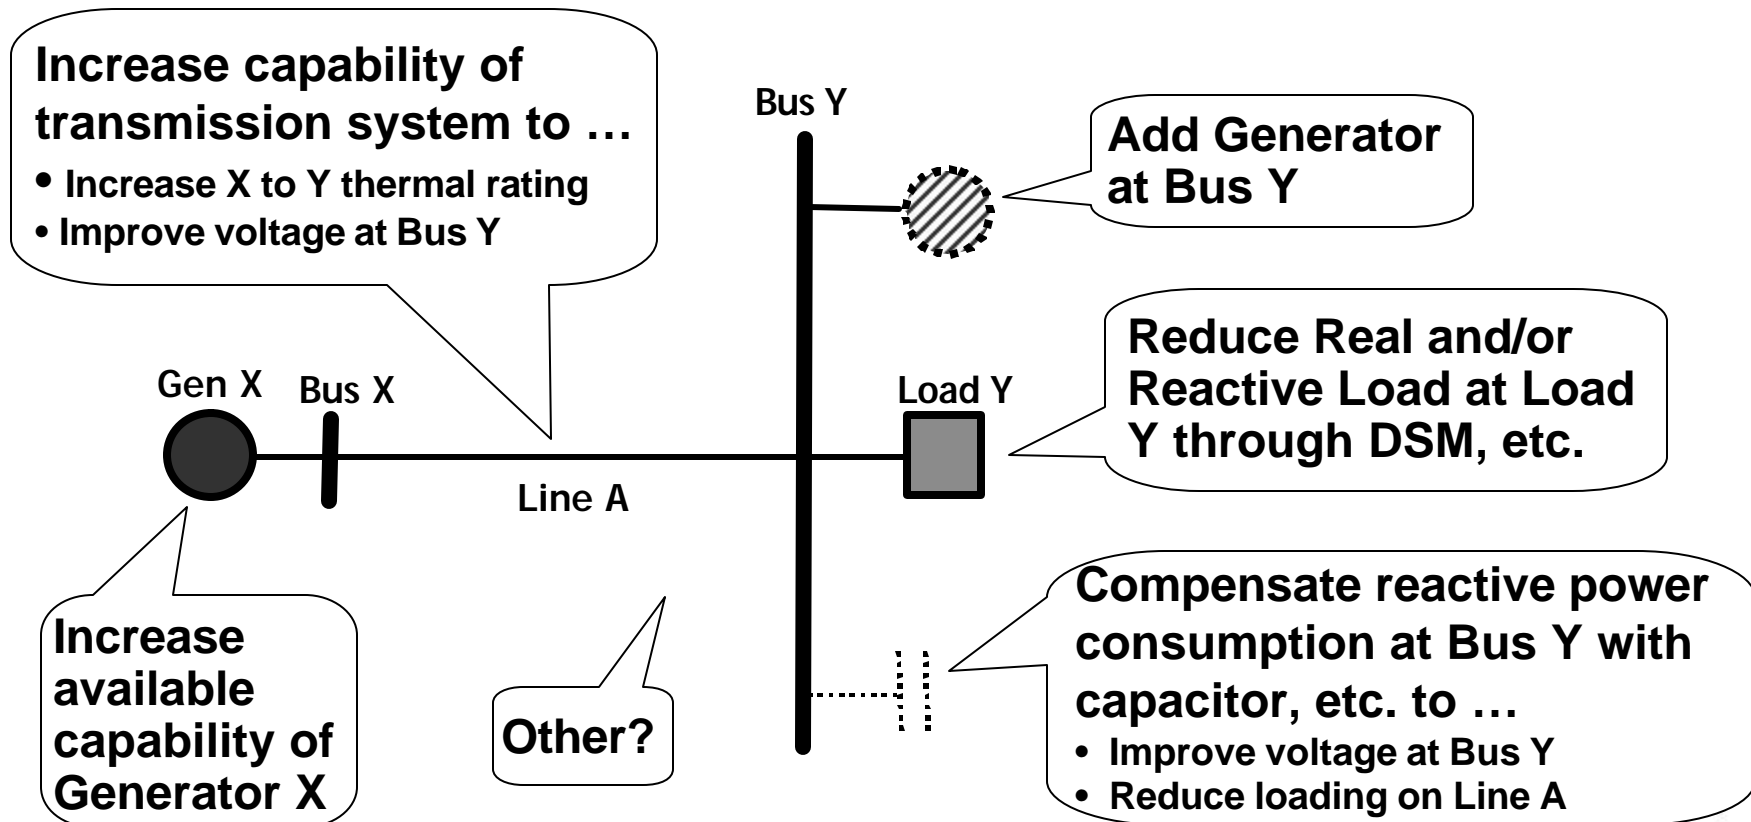 Increase capability of
transmission system to …
• Increase X to Y thermal rating
• Improve voltage at Bus Y
Bus Y
Add Generator
at Bus Y
Reduce Real and/or
Reactive Load at Load
Y through DSM, etc.
Gen X
Bus X
Load Y
Line A
Increase
available
capability of
Generator X
Other?
Compensate reactive power
consumption at Bus Y with
capacitor, etc. to …
• Improve voltage at Bus Y
• Reduce loading on Line A